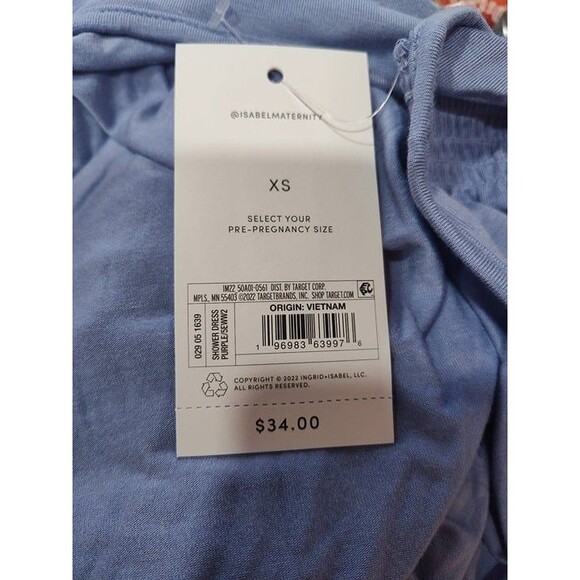 @ISABELMATERNITY
XS
SELECT YOUR
PRE-PREGNANCY SIZE
IM22 50A01-0561 DIST. BY TARGET CORP.
MPLS., MN 55403 ©2022 TARGETBRANDS, INC. SHOP TARGET.COM
029 05 1639
SHOWER DRESS
PURPLE/SEWW2
ORIGIN: VIETNAM
1 96983 63997 6
COPYRIGHT © 2022 INGRID+ISABEL, LLC.
ALL RIGHTS RESERVED.
$34.00